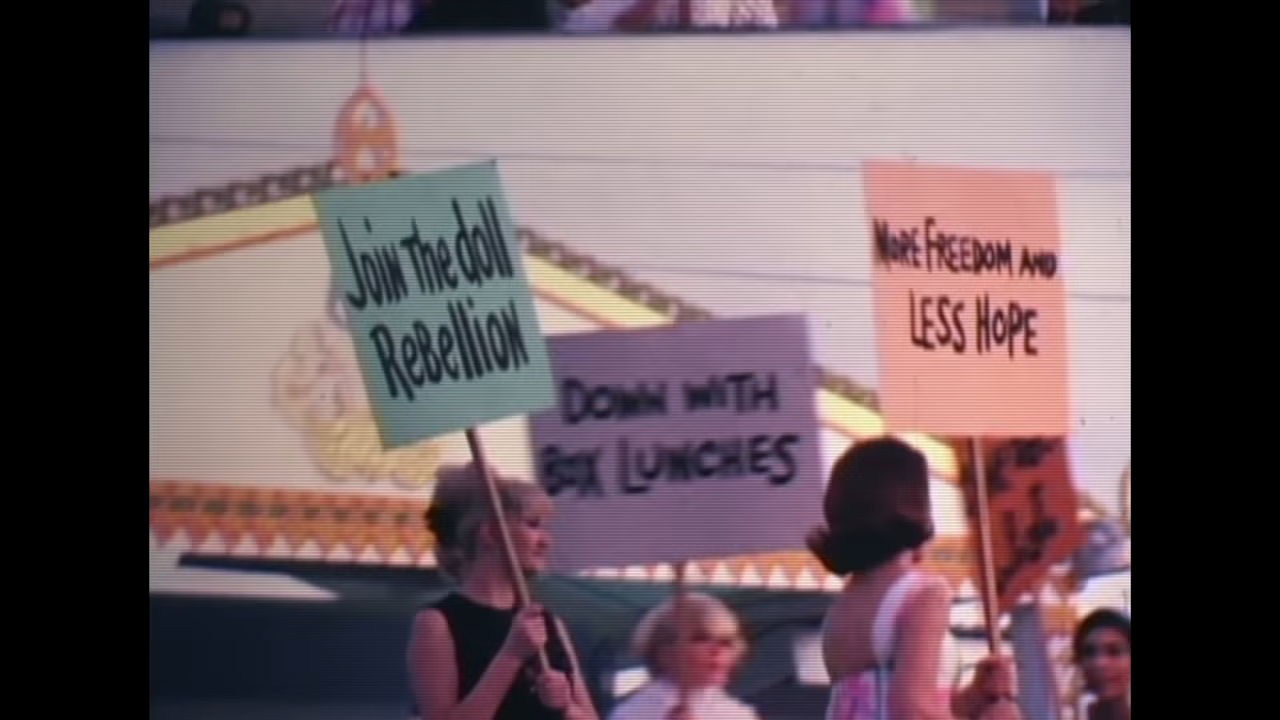 Join The doll
Rebellion
DOWN WITH
BOX LUNCHES
MORE FREEDOM AND
LESS HOPE